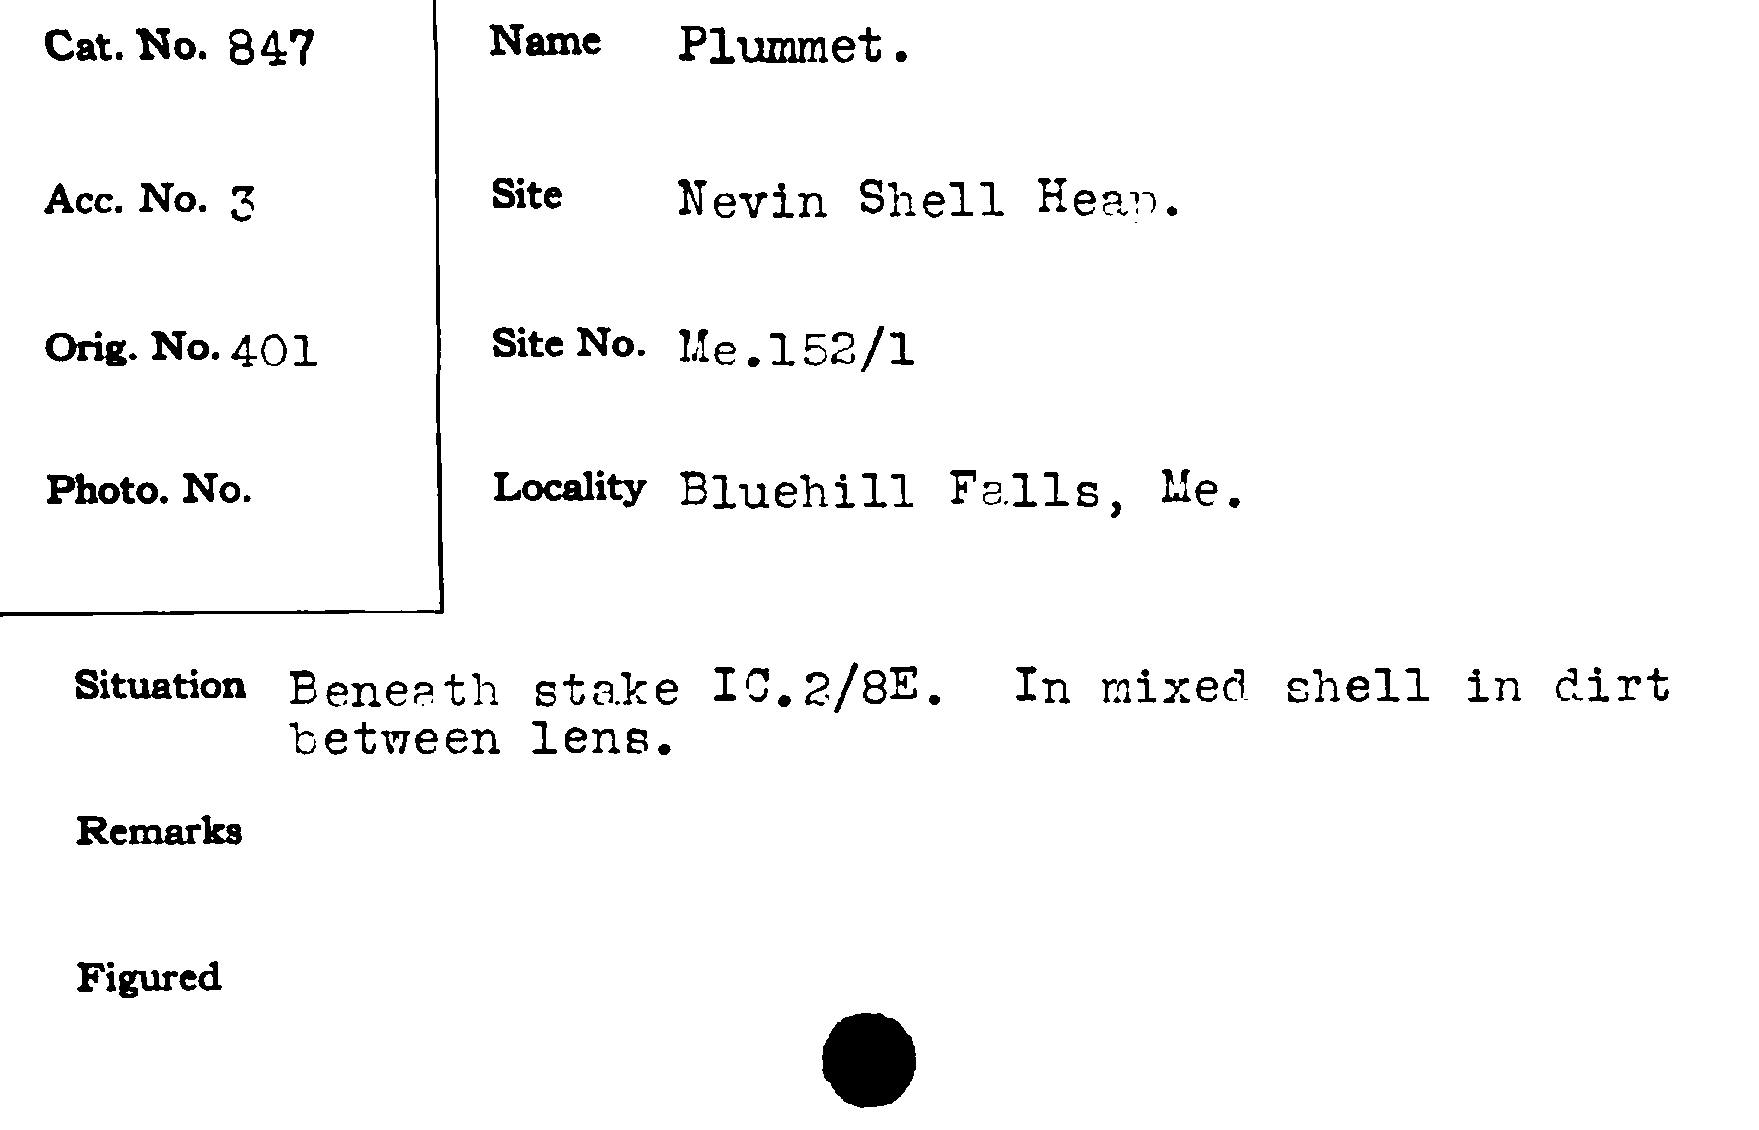 Cat. No. 847
Name Plummet.
Acc. No. 3
Site Nevin Shell Heap.
Orig. No. 401
Site No. Me.152/1
Photo. No.
Locality Bluehill Falls, Me.
Situation Beneath stake IC.2/8E. In mixed shell in dirt
between lens.
Remarks
Figured